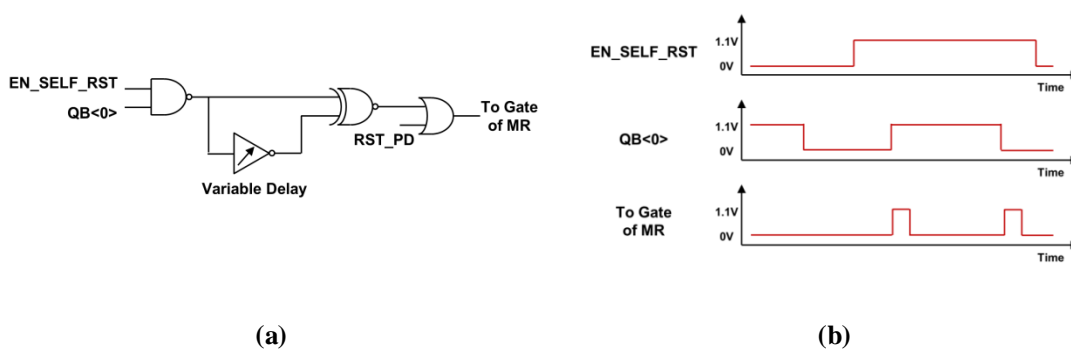 EN_SELF_RST
QB<0>
RST_PD
To Gate
of MR
Variable Delay
(a)
EN_SELF_RST
1.1V
0V
Time
QB<0>
1.1V
0V
Time
To Gate
of MR
1.1V
0V
Time
(b)